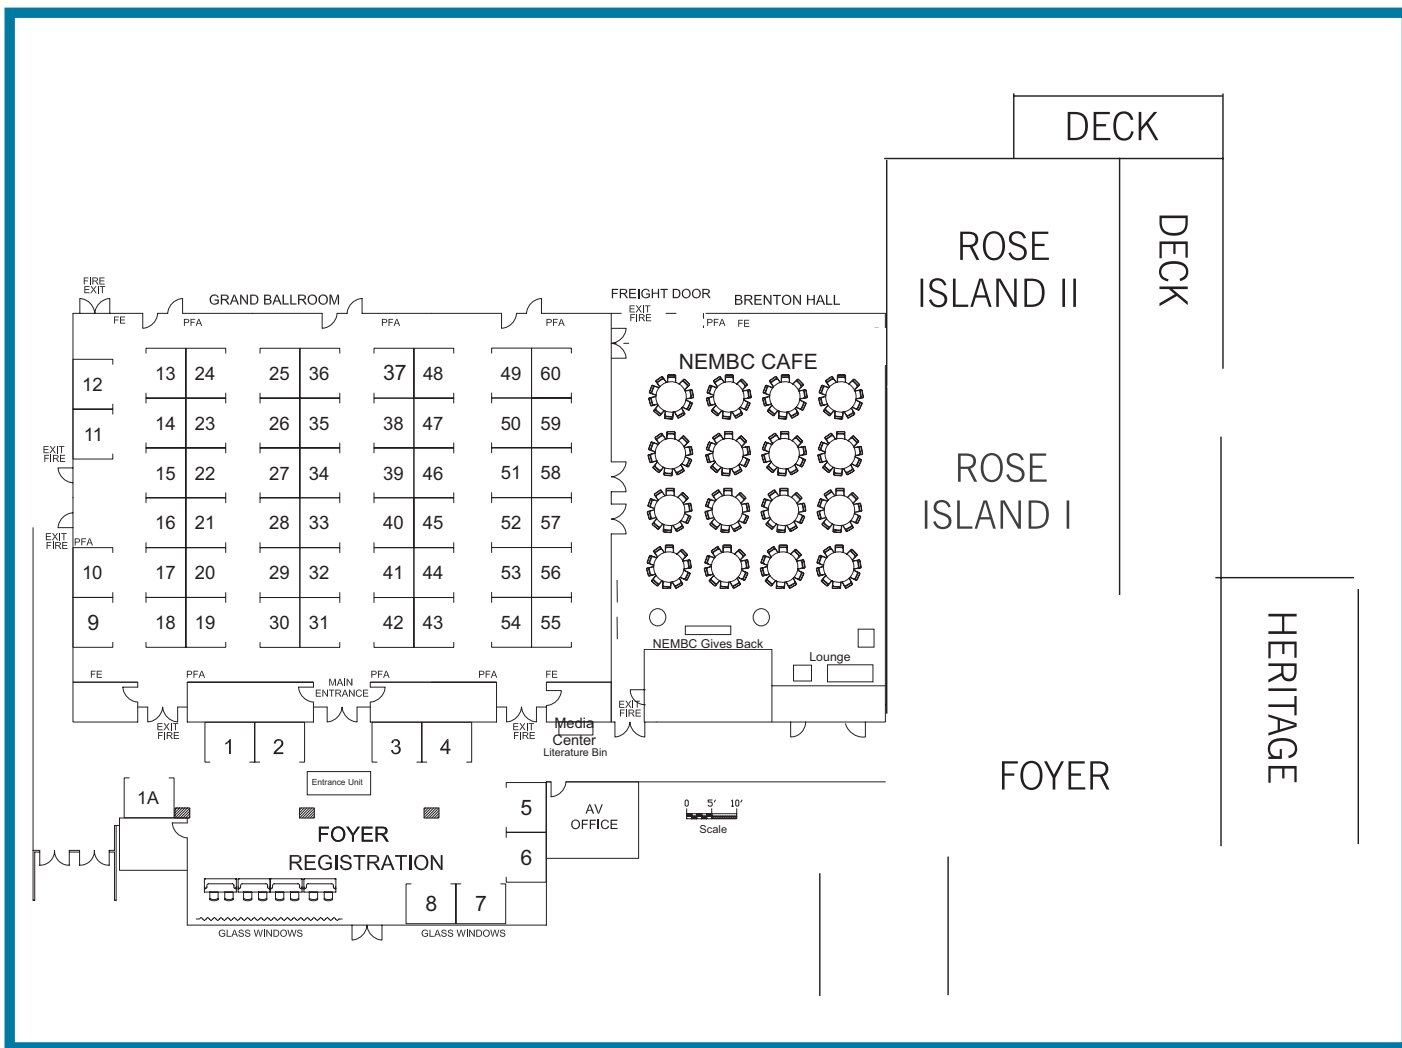 DECK
ROSE
ISLAND II
DECK
FIRE
EXIT
GRAND BALLROOM
FREIGHT DOOR
BRENTON HALL
EXIT
FIRE
FE
PFA
PFA
PFA
PFA
FE
NEMBC CAFE
12
13 24
25 36
37 48
49 60
11
14 23
26 35
38 47
50 59
EXIT
FIRE
15 22
27 34
39 46
51 58
ROSE
ISLAND I
16 21
28 33
40 45
52 57
EXIT
FIRE
PFA
10
17 20
29 32
41 44
53 56
9
18 19
30 31
42 43
54 55
NEMBC Gives Back
Lounge
HERITAGE
FE
PFA
MAIN
ENTRANCE
PFA
PFA
FE
EXIT
FIRE
EXIT
FIRE
EXIT
FIRE
Media
Center
Literature Bin
1 2
3 4
Entrance Unit
FOYER
1A
5
AV
OFFICE
0 5' 10'
Scale
FOYER
REGISTRATION
6
8 7
GLASS WINDOWS
GLASS WINDOWS